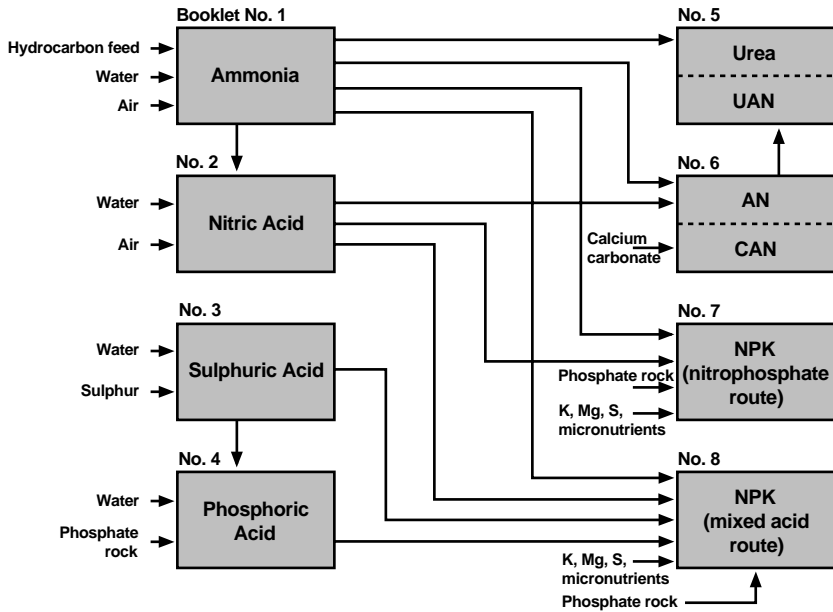 Booklet No. 1
Hydrocarbon feed
Water
Air
Ammonia
No. 2
Water
Air
Nitric Acid
No. 3
Water
Sulphur
Sulphuric Acid
No. 4
Water
Phosphate
rock
Phosphoric
Acid
No. 5
Urea
UAN
No. 6
AN
CAN
Calcium
carbonate
No. 7
NPK
(nitrophosphate
route)
Phosphate rock
K, Mg, S,
micronutrients
No. 8
NPK
(mixed acid
route)
K, Mg, S,
micronutrients
Phosphate rock